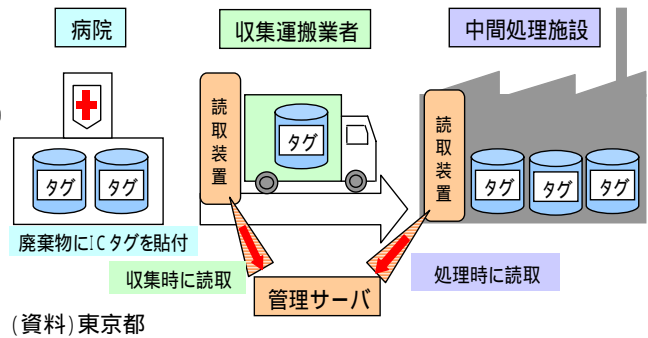 病院
収集運搬業者
中間処理施設
読取装置
タグ
読取装置
タグ
タグ
タグ
タグ
タグ
廃棄物にICタグを貼付
収集時に読取
処理時に読取
管理サーバ
(資料)東京都